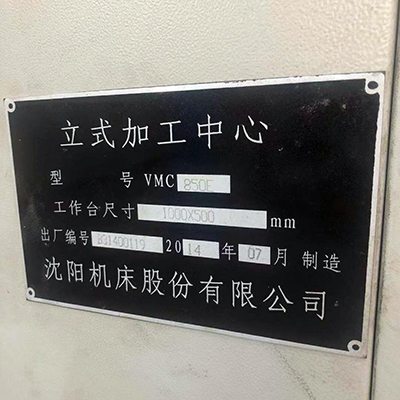 立式加工中心
型 号 VMC 850E
工作台尺寸 1000X500 mm
出厂编号 B31400119 2014 年 07 月 制造
沈阳机床股份有限公司